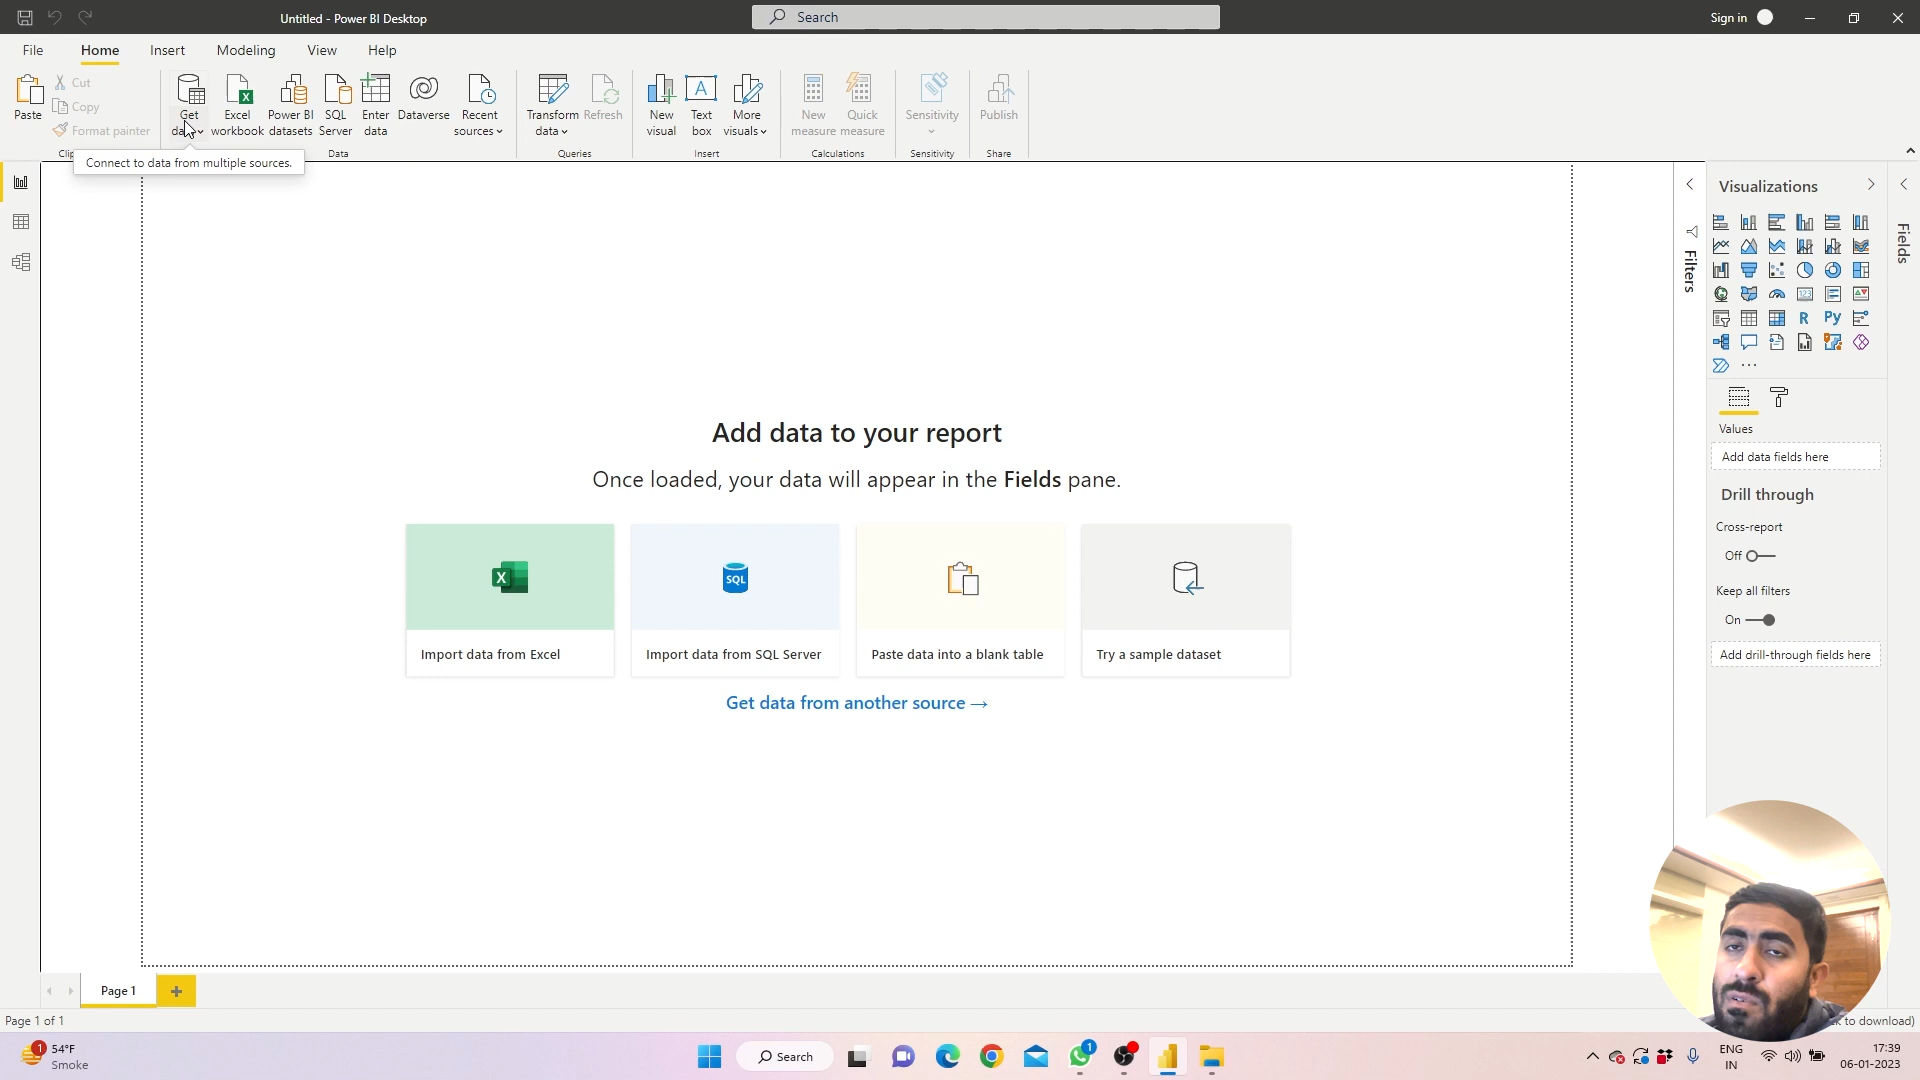 Untitled - Power BI Desktop
Search
Sign in
File
Home
Insert
Modeling
View
Help
Paste
Cut
Copy
Format painter
Get
Excel
workbook
Power BI
datasets
SQL
Server
Enter
data
Dataverse
Recent
sources
Transform
data
Refresh
New
visual
Text
box
More
visuals
New
measure
Quick
measure
Sensitivity
Publish
Data
Queries
Insert
Calculations
Sensitivity
Share
Connect to data from multiple sources.
Visualizations
Filters
Fields
R
Py
123
Values
Add data fields here
Drill through
Cross-report
Off
Keep all filters
On
Add drill-through fields here
Add data to your report
Once loaded, your data will appear in the Fields pane.
X
SQL
Import data from Excel
Import data from SQL Server
Paste data into a blank table
Try a sample dataset
Get data from another source →
Page 1
Page 1 of 1
to download)
1
54°F
Smoke
Search
1
ENG
IN
17:39
06-01-2023